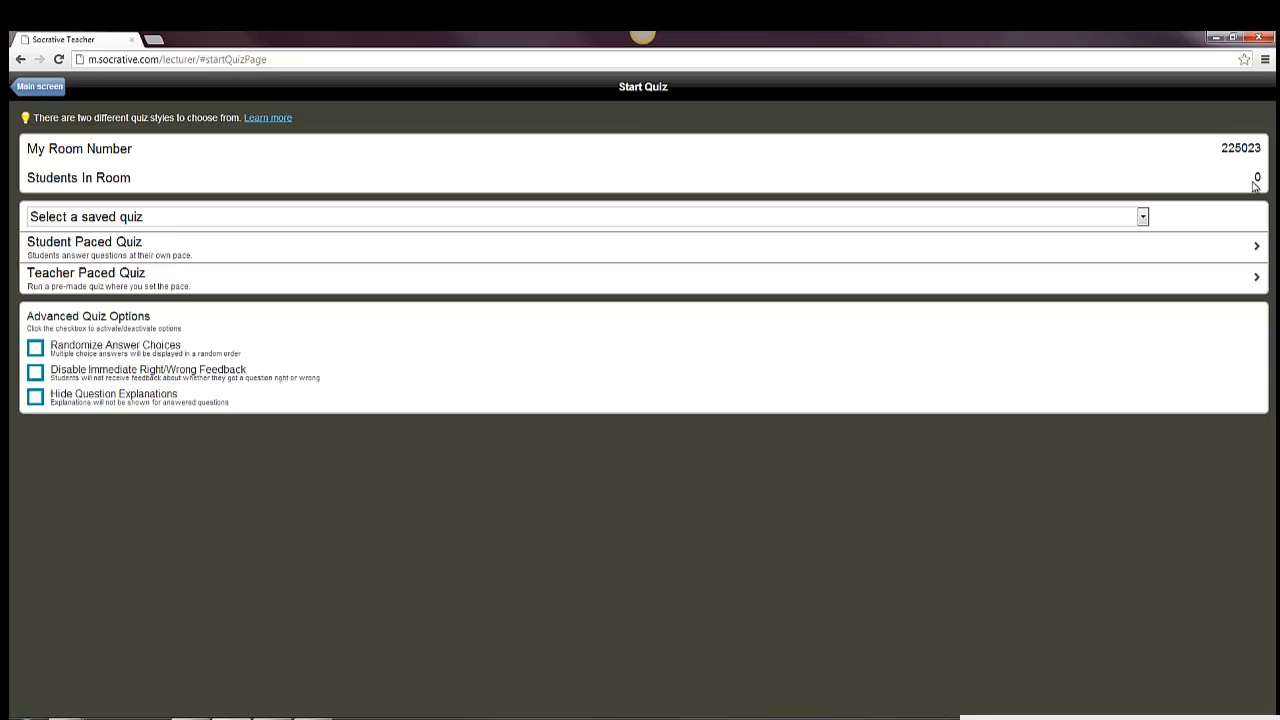 Socrative Teacher
m.socrative.com/lecturer/#startQuizPage
Main screen
Start Quiz
There are two different quiz styles to choose from. Learn more
My Room Number 225023
Students In Room 0
Select a saved quiz
Student Paced Quiz
Students answer questions at their own pace.
Teacher Paced Quiz
Run a pre-made quiz where you set the pace.
Advanced Quiz Options
Click the checkbox to activate/deactivate options
Randomize Answer Choices
Multiple choice answers will be displayed in a random order
Disable Immediate Right/Wrong Feedback
Students will not receive feedback about whether they got a question right or wrong
Hide Question Explanations
Explanations will not be shown for answered questions